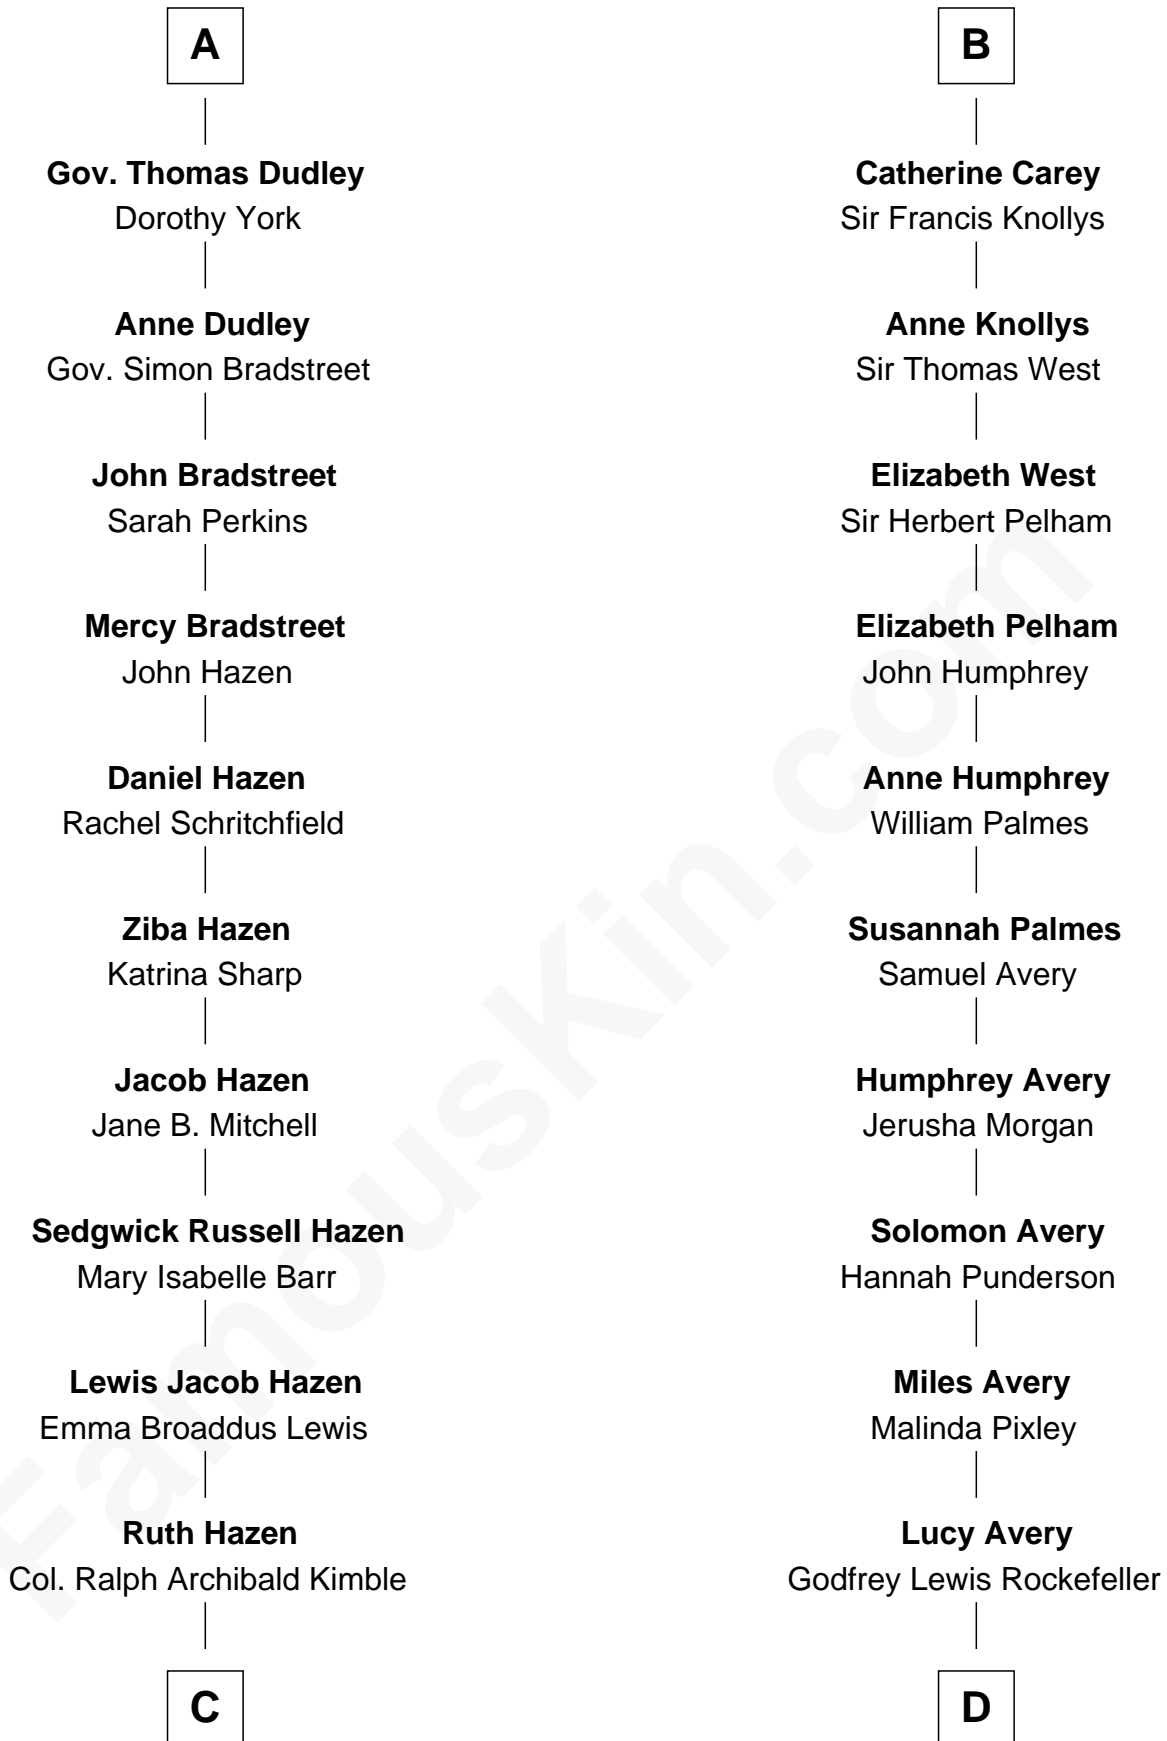 A
Gov. Thomas Dudley
Dorothy York
Anne Dudley
Gov. Simon Bradstreet
John Bradstreet
Sarah Perkins
Mercy Bradstreet
John Hazen
Daniel Hazen
Rachel Schritchfield
Ziba Hazen
Katrina Sharp
Jacob Hazen
Jane B. Mitchell
Sedgwick Russell Hazen
Mary Isabelle Barr
Lewis Jacob Hazen
Emma Broaddus Lewis
Ruth Hazen
Col. Ralph Archibald Kimble
C
B
Catherine Carey
Sir Francis Knollys
Anne Knollys
Sir Thomas West
Elizabeth West
Sir Herbert Pelham
Elizabeth Pelham
John Humphrey
Anne Humphrey
William Palmes
Susannah Palmes
Samuel Avery
Humphrey Avery
Jerusha Morgan
Solomon Avery
Hannah Punderson
Miles Avery
Malinda Pixley
Lucy Avery
Godfrey Lewis Rockefeller
D
FamousKin.com